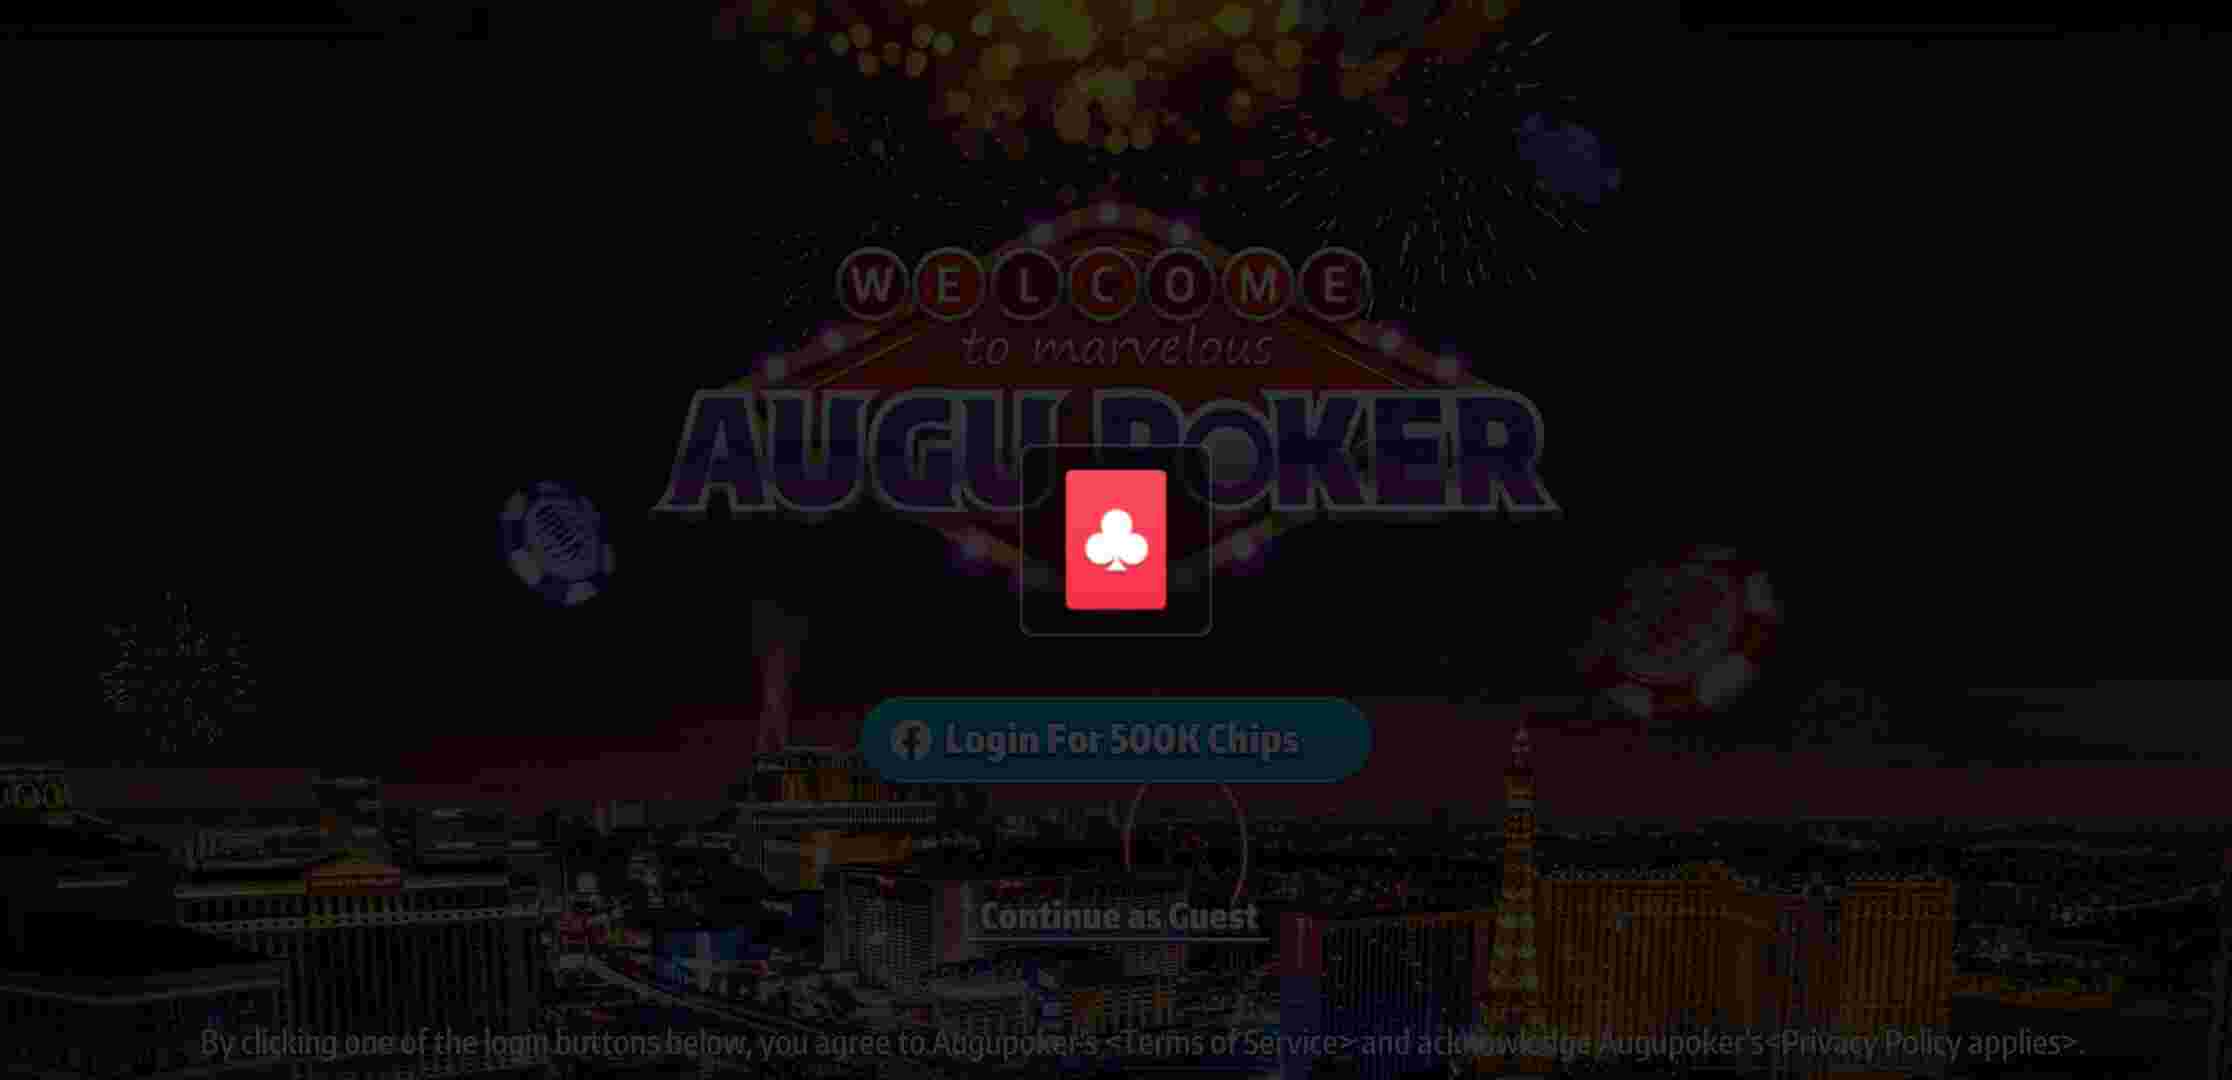 WELCOME
to marvelous
AUGU POKER
Login For 500K Chips
Continue as Guest
By clicking one of the login buttons below, you agree to Augupoker's <Terms of Service> and acknowledge Augupoker's<Privacy Policy applies>.